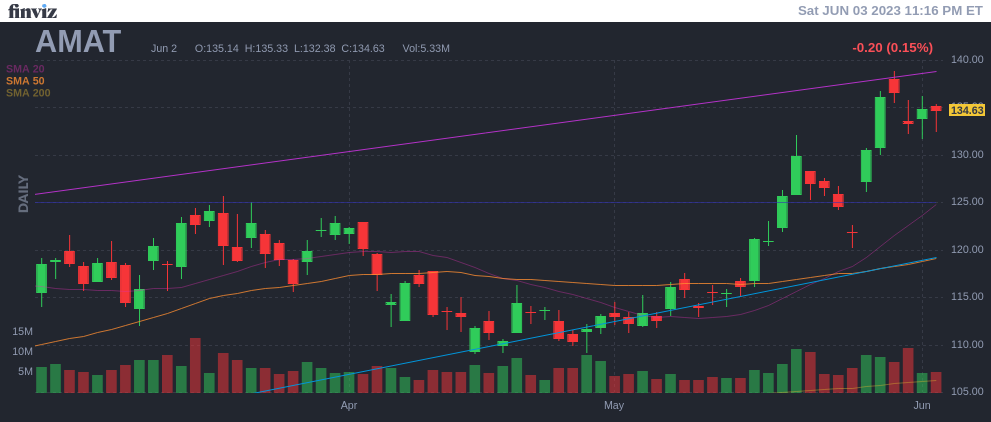 finviz
Sat JUN 03 2023 11:16 PM ET
AMAT
Jun 2 O:135.14 H:135.33 L:132.38 C:134.63 Vol:5.33M
-0.20 (0.15%)
SMA 20
SMA 50
SMA 200
DAILY
140.00
134.63
130.00
125.00
120.00
115.00
110.00
105.00
15M
10M
5M
Apr
May
Jun